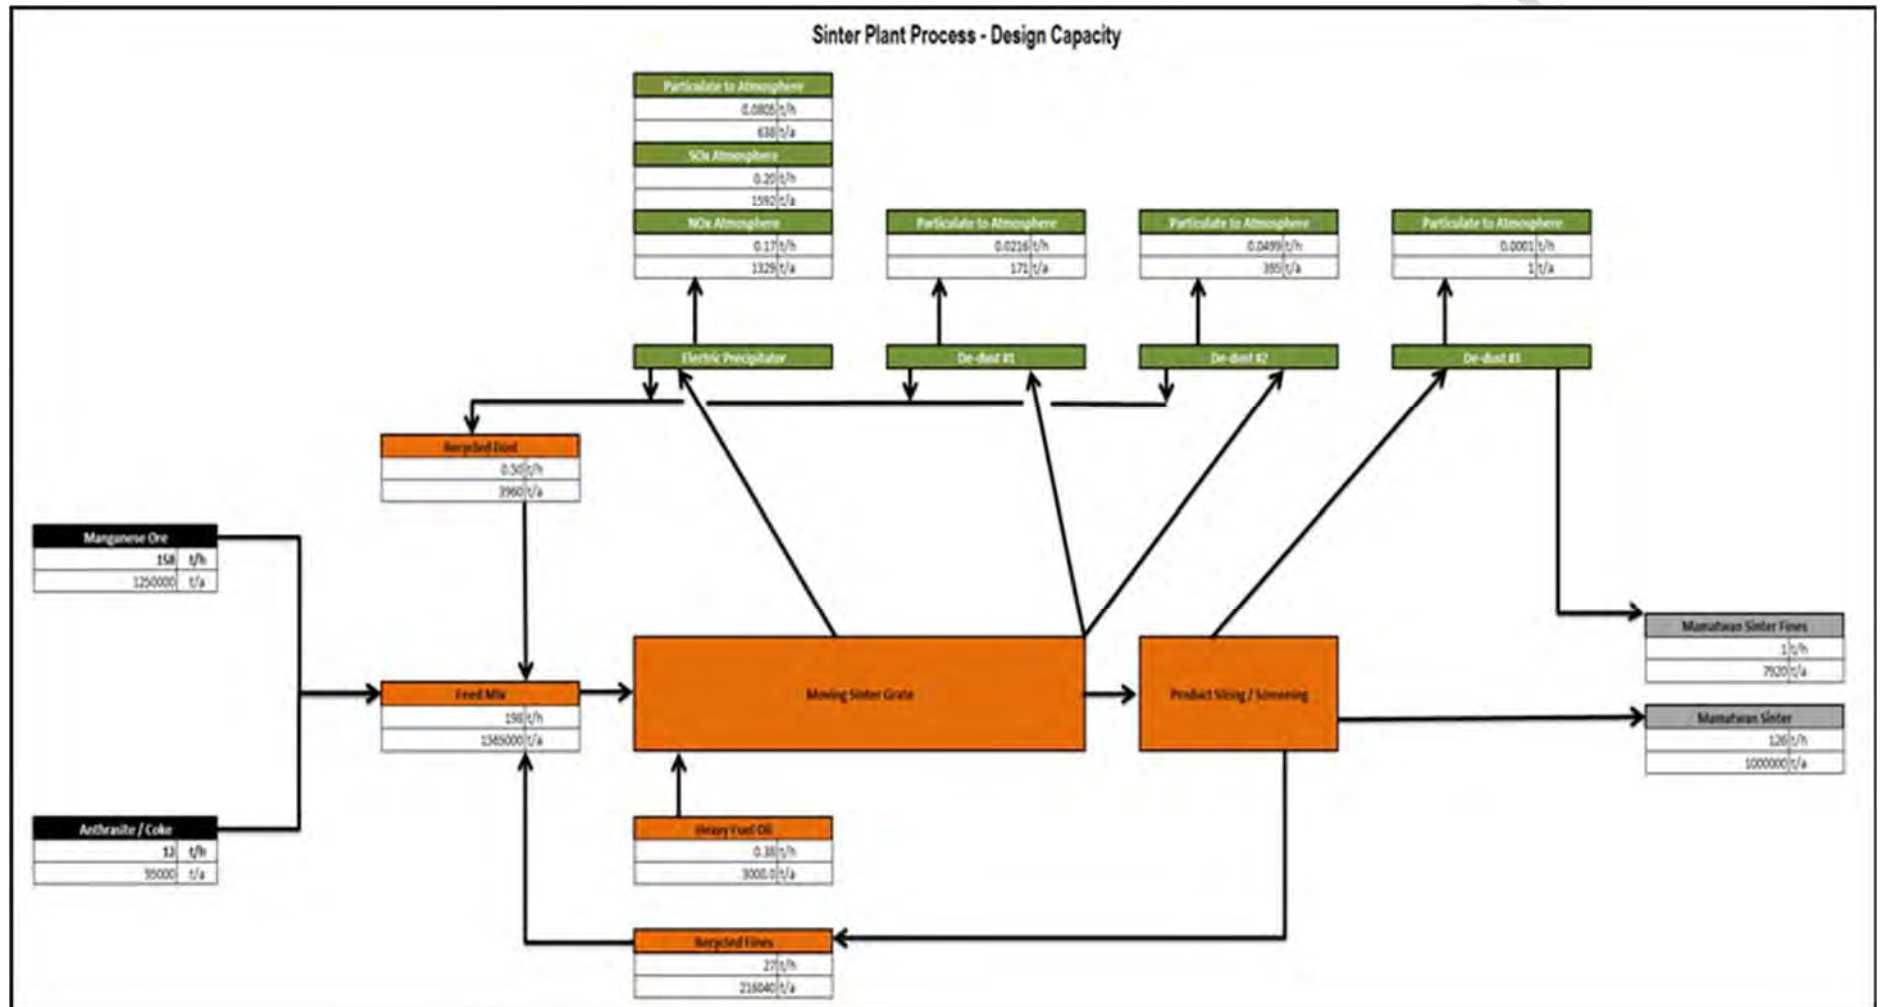 Sinter Plant Process - Design Capacity
Particulate to Atmosphere
0.0805 t/h
638 t/a
SOx Atmosphere
0.20 t/h
1592 t/a
NOx Atmosphere
0.17 t/h
1329 t/a
Particulate to Atmosphere
0.0216 t/h
171 t/a
Particulate to Atmosphere
0.0499 t/h
395 t/a
Particulate to Atmosphere
0.0001 t/h
1 t/a
Electric Precipitator
De-dust #1
De-dust #2
De-dust #3
Recycled Dust
0.50 t/h
3960 t/a
Manganese Ore
158 t/h
1250000 t/a
Feed Mix
198 t/h
1565000 t/a
Moving Sinter Grate
Product Sizing / Screening
Mamatwan Sinter Fines
1 t/h
7920 t/a
Mamatwan Sinter
126 t/h
1000000 t/a
Anthrasite / Coke
12 t/h
95000 t/a
Heavy Fuel Oil
0.38 t/h
3000.0 t/a
Recycled Fines
27 t/h
216040 t/a